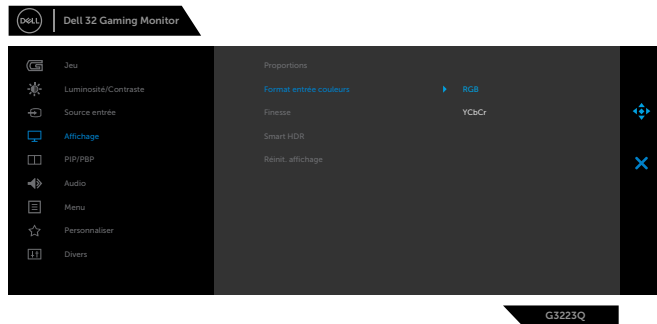 DELL Dell 32 Gaming Monitor
Jeu Proportions
Luminosité/Contraste Format entrée couleurs RGB
Source entrée Finesse YCbCr
Affichage Smart HDR
PIP/PBP Réinit. affichage
Audio
Menu
Personnaliser
Divers
G3223Q